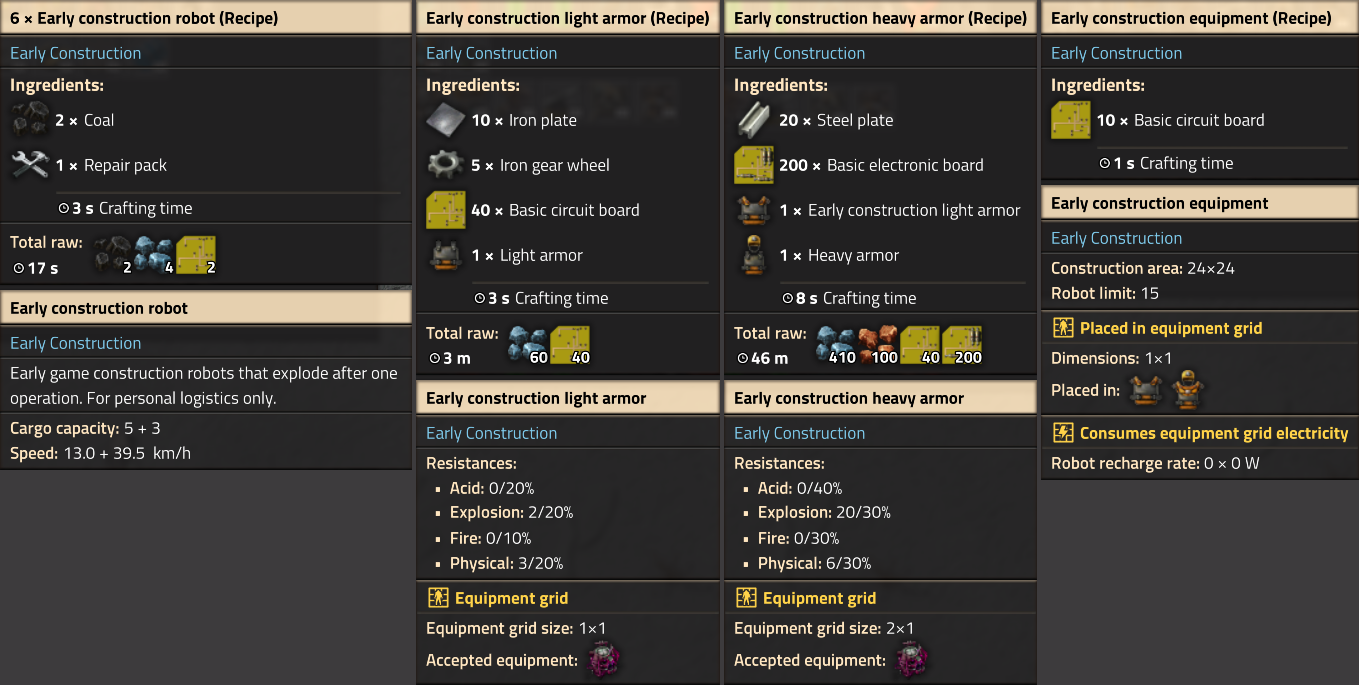 6 × Early construction robot (Recipe)
Early Construction
Ingredients:
2 × Coal
1 × Repair pack
3 s Crafting time
Total raw:
2 4 2
17 s
Early construction robot
Early Construction
Early game construction robots that explode after one
operation. For personal logistics only.
Cargo capacity: 5 + 3
Speed: 13.0 + 39.5 km/h
Early construction light armor (Recipe)
Early Construction
Ingredients:
10 × Iron plate
5 × Iron gear wheel
40 × Basic circuit board
1 × Light armor
3 s Crafting time
Total raw:
60 40
3 m
Early construction light armor
Early Construction
Resistances:
▪ Acid: 0/20%
▪ Explosion: 2/20%
▪ Fire: 0/10%
▪ Physical: 3/20%
Equipment grid
Equipment grid size: 1×1
Accepted equipment:
Early construction heavy armor (Recipe)
Early Construction
Ingredients:
20 × Steel plate
200 × Basic electronic board
1 × Early construction light armor
1 × Heavy armor
8 s Crafting time
Total raw:
410 100 40 200
46 m
Early construction heavy armor
Early Construction
Resistances:
▪ Acid: 0/40%
▪ Explosion: 20/30%
▪ Fire: 0/30%
▪ Physical: 6/30%
Equipment grid
Equipment grid size: 2×1
Accepted equipment:
Early construction equipment (Recipe)
Early Construction
Ingredients:
10 × Basic circuit board
1 s Crafting time
Early construction equipment
Early Construction
Construction area: 24×24
Robot limit: 15
Placed in equipment grid
Dimensions: 1×1
Placed in:
Consumes equipment grid electricity
Robot recharge rate: 0 × 0 W